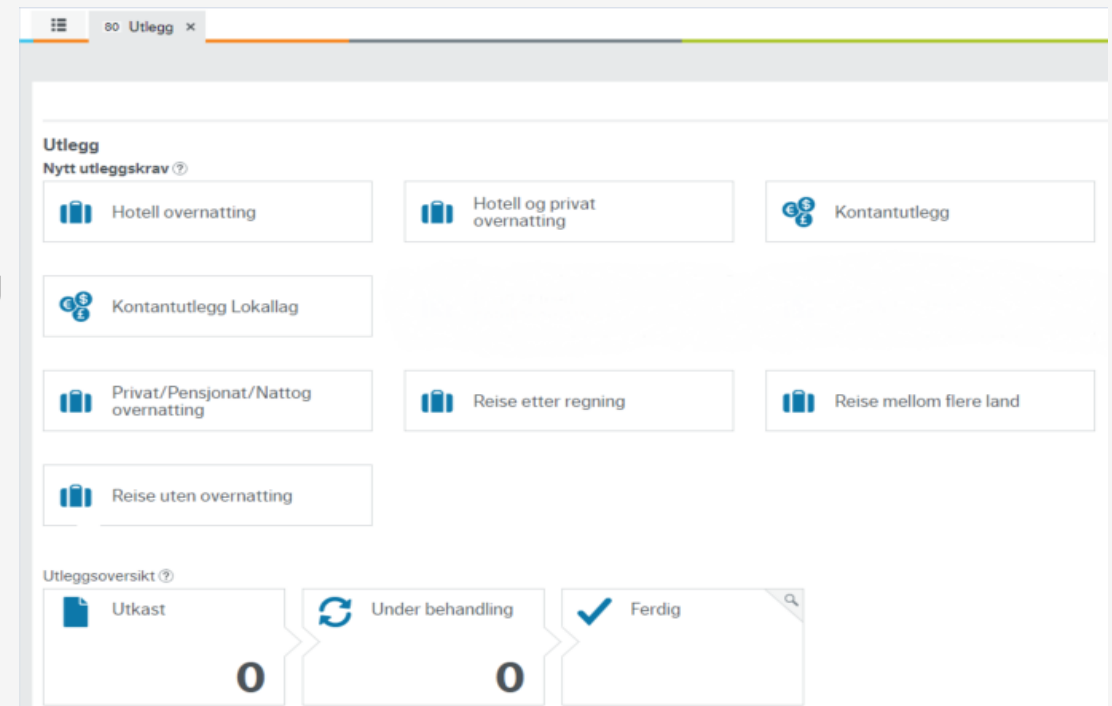 80 Utlegg ×
Utlegg
Nytt utleggskrav ?
Hotell overnatting
Hotell og privat
overnatting
Kontantutlegg
Kontantutlegg Lokallag
Privat/Pensjonat/Nattog
overnatting
Reise etter regning
Reise mellom flere land
Reise uten overnatting
Utleggsoversikt ?
Utkast
0
Under behandling
0
Ferdig